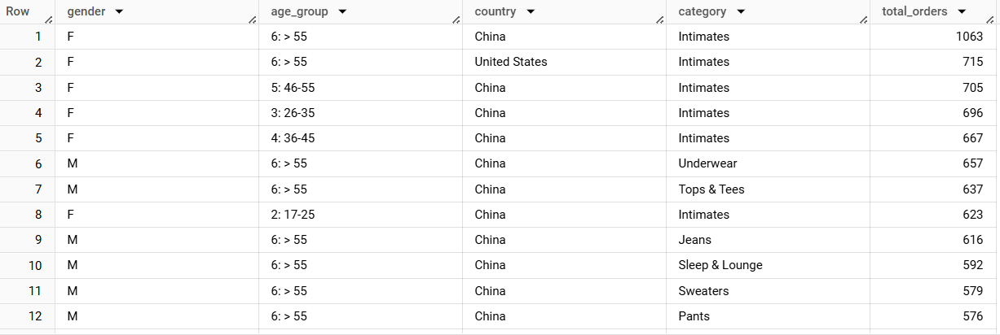 Row gender age_group country category total_orders
1 F 6: > 55 China Intimates 1063
2 F 6: > 55 United States Intimates 715
3 F 5: 46-55 China Intimates 705
4 F 3: 26-35 China Intimates 696
5 F 4: 36-45 China Intimates 667
6 M 6: > 55 China Underwear 657
7 M 6: > 55 China Tops & Tees 637
8 F 2: 17-25 China Intimates 623
9 M 6: > 55 China Jeans 616
10 M 6: > 55 China Sleep & Lounge 592
11 M 6: > 55 China Sweaters 579
12 M 6: > 55 China Pants 576